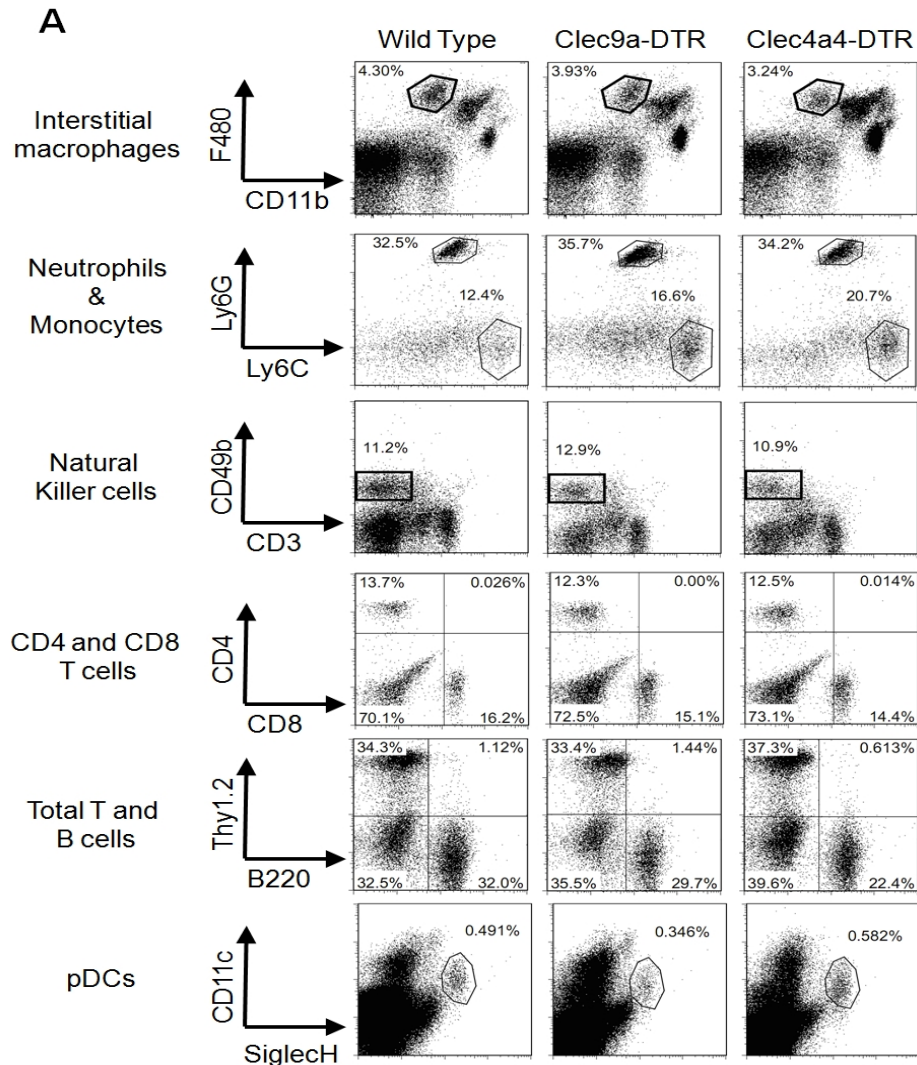 A
Wild Type Clec9a-DTR Clec4a4-DTR
Interstitial
macrophages
F480
CD11b
4.30% 3.93% 3.24%
Neutrophils
&
Monocytes
Ly6G
Ly6C
32.5% 35.7% 34.2%
12.4% 16.6% 20.7%
Natural
Killer cells
CD49b
CD3
11.2% 12.9% 10.9%
CD4 and CD8
T cells
CD4
CD8
13.7% 0.026% 12.3% 0.00% 12.5% 0.014%
70.1% 16.2% 72.5% 15.1% 73.1% 14.4%
Total T and
B cells
Thy1.2
B220
34.3% 1.12% 33.4% 1.44% 37.3% 0.613%
32.5% 32.0% 35.5% 29.7% 39.6% 22.4%
pDCs
CD11c
SiglecH
0.491% 0.346% 0.582%